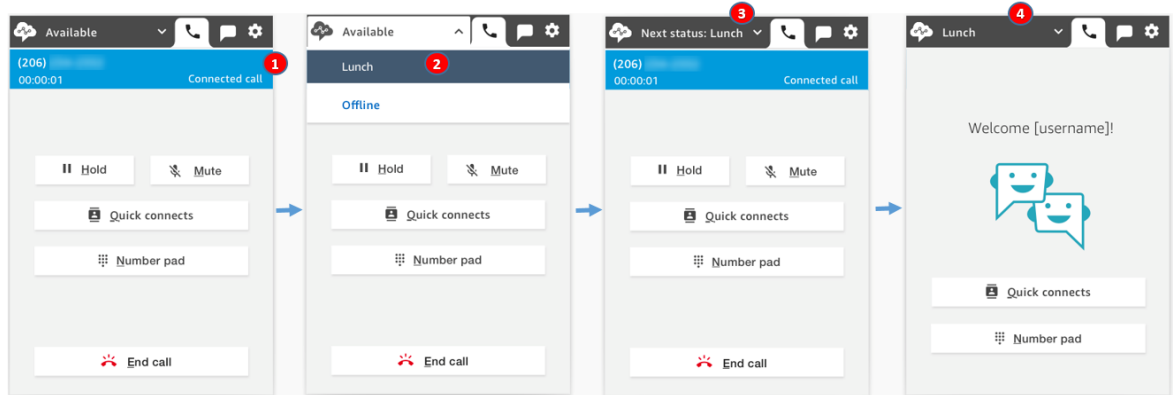 Available
(206)
00:00:01 Connected call
1
Hold Mute
Quick connects
Number pad
End call
Available
Lunch
2
Offline
Hold Mute
Quick connects
Number pad
End call
3
Next status: Lunch
(206)
00:00:01 Connected call
Hold Mute
Quick connects
Number pad
End call
4
Lunch
Welcome [username]!
Quick connects
Number pad